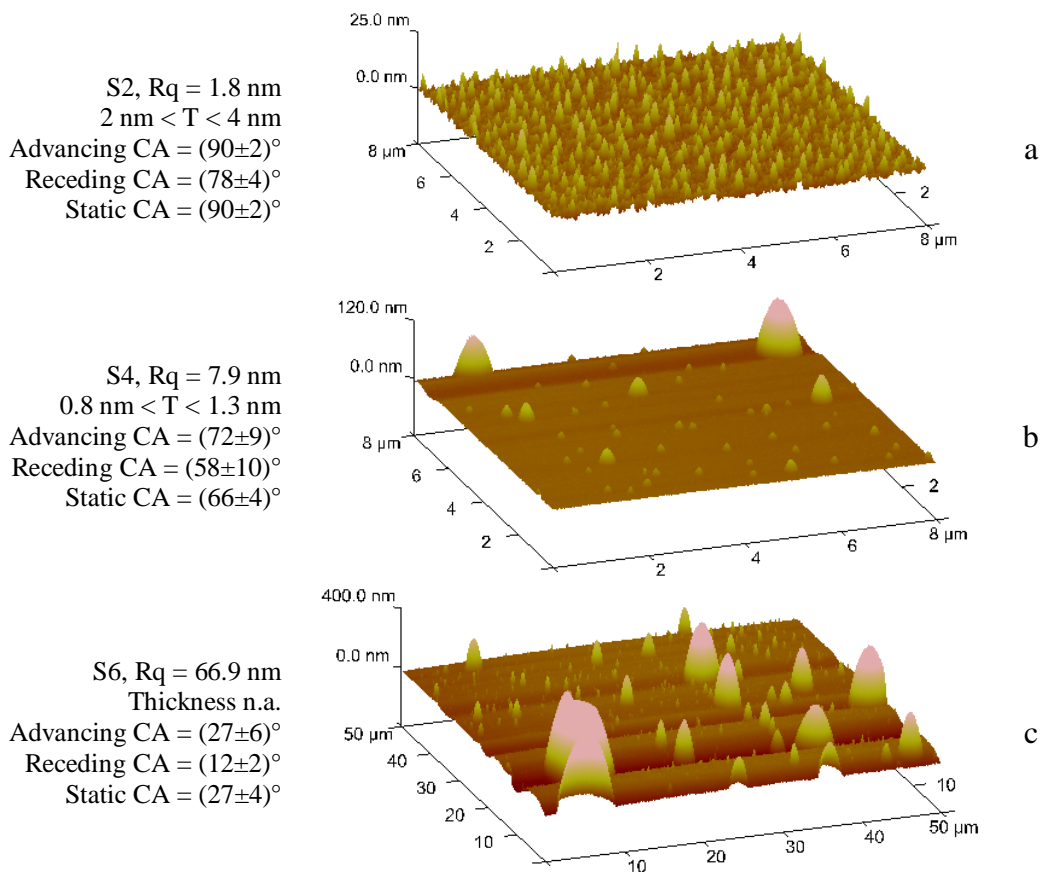 25.0 nm
0.0 nm
S2, Rq = 1.8 nm
2 nm < T < 4 nm
Advancing CA = (90±2)°
Receding CA = (78±4)°
Static CA = (90±2)°
a
8 µm
6
4
2
2
4
6
8 µm
2
120.0 nm
0.0 nm
S4, Rq = 7.9 nm
0.8 nm < T < 1.3 nm
Advancing CA = (72±9)°
Receding CA = (58±10)°
Static CA = (66±4)°
b
8 µm
6
4
2
2
4
6
8 µm
2
400.0 nm
0.0 nm
S6, Rq = 66.9 nm
Thickness n.a.
Advancing CA = (27±6)°
Receding CA = (12±2)°
Static CA = (27±4)°
c
50 µm
40
30
20
10
10
20
30
40
50 µm
10